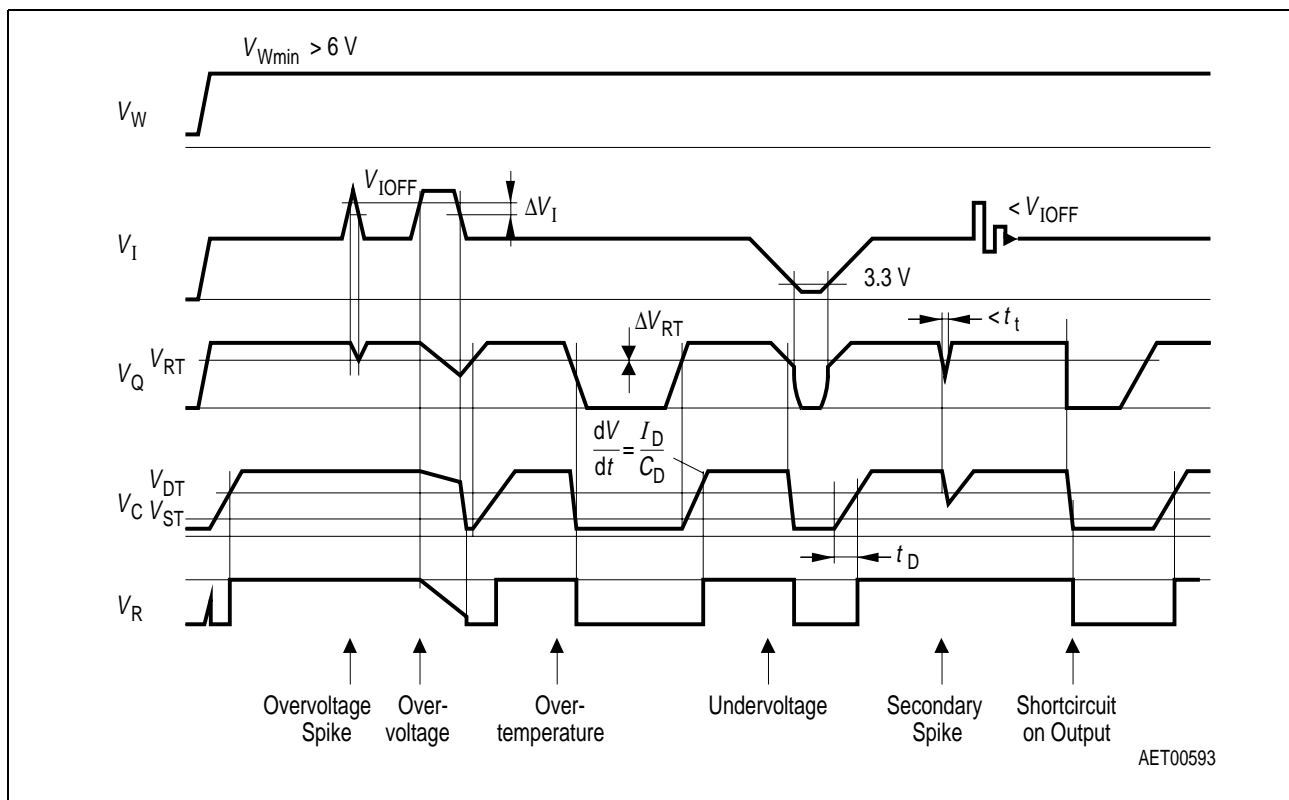 V_Wmin > 6 V
V_W
V_IOFF
ΔV_I
< V_IOFF
V_I
3.3 V
ΔV_RT
< t_t
V_RT
V_Q
dV/dt = I_D/C_D
V_DT
V_C V_ST
t_D
V_R
Overvoltage Spike
Over-voltage
Over-temperature
Undervoltage
Secondary Spike
Shortcircuit on Output
AET00593